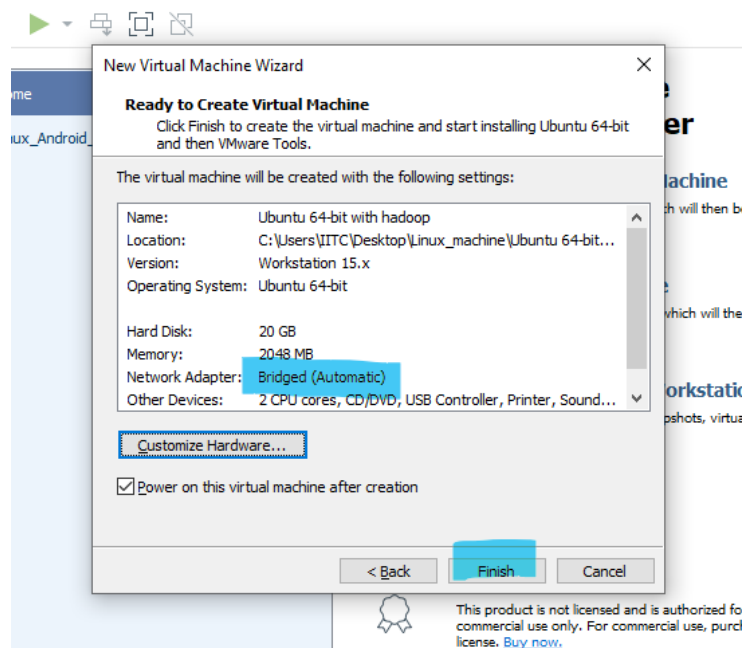 New Virtual Machine Wizard
ome
Ready to Create Virtual Machine
er
Click Finish to create the virtual machine and start installing Ubuntu 64-bit
and then VMware Tools.
ux_Android_
The virtual machine will be created with the following settings:
achine
h will then b
Name: Ubuntu 64-bit with hadoop
Location: C:\Users\IITC\Desktop\Linux_machine\Ubuntu 64-bit...
Version: Workstation 15.x
Operating System: Ubuntu 64-bit
which will the
Hard Disk: 20 GB
Memory: 2048 MB
Network Adapter: Bridged (Automatic)
orkstatio
Other Devices: 2 CPU cores, CD/DVD, USB Controller, Printer, Sound...
pshots, virtua
Customize Hardware...
Power on this virtual machine after creation
< Back Finish Cancel
This product is not licensed and is authorized fo
commercial use only. For commercial use, purch
license. Buy now.